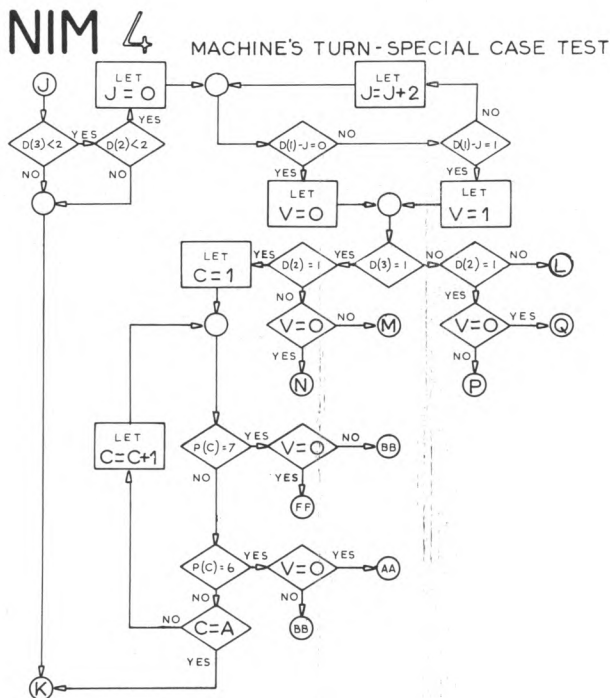 NIM 4
MACHINE'S TURN-SPECIAL CASE TEST
J
LET
J=0
LET
J=J+2
D(3)<2
YES
D(2)<2
YES
NO
NO
D(1)-J=0
NO
D(1)-J=1
NO
YES
YES
LET
V=0
LET
V=1
LET
C=1
YES
D(2)=1
YES
D(3)=1
NO
D(2)=1
NO
L
NO
YES
V=0
NO
M
V=0
YES
Q
YES
NO
N
P
LET
C=C+1
P(C)=7
YES
V=0
NO
BB
NO
YES
FF
P(C)=6
YES
V=0
YES
AA
NO
NO
NO
C=A
BB
YES
K